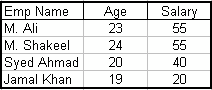 Emp Name Age Salary
M. Ali 23 55
M. Shakeel 24 55
Syed Ahmad 20 40
Jamal Khan 19 20